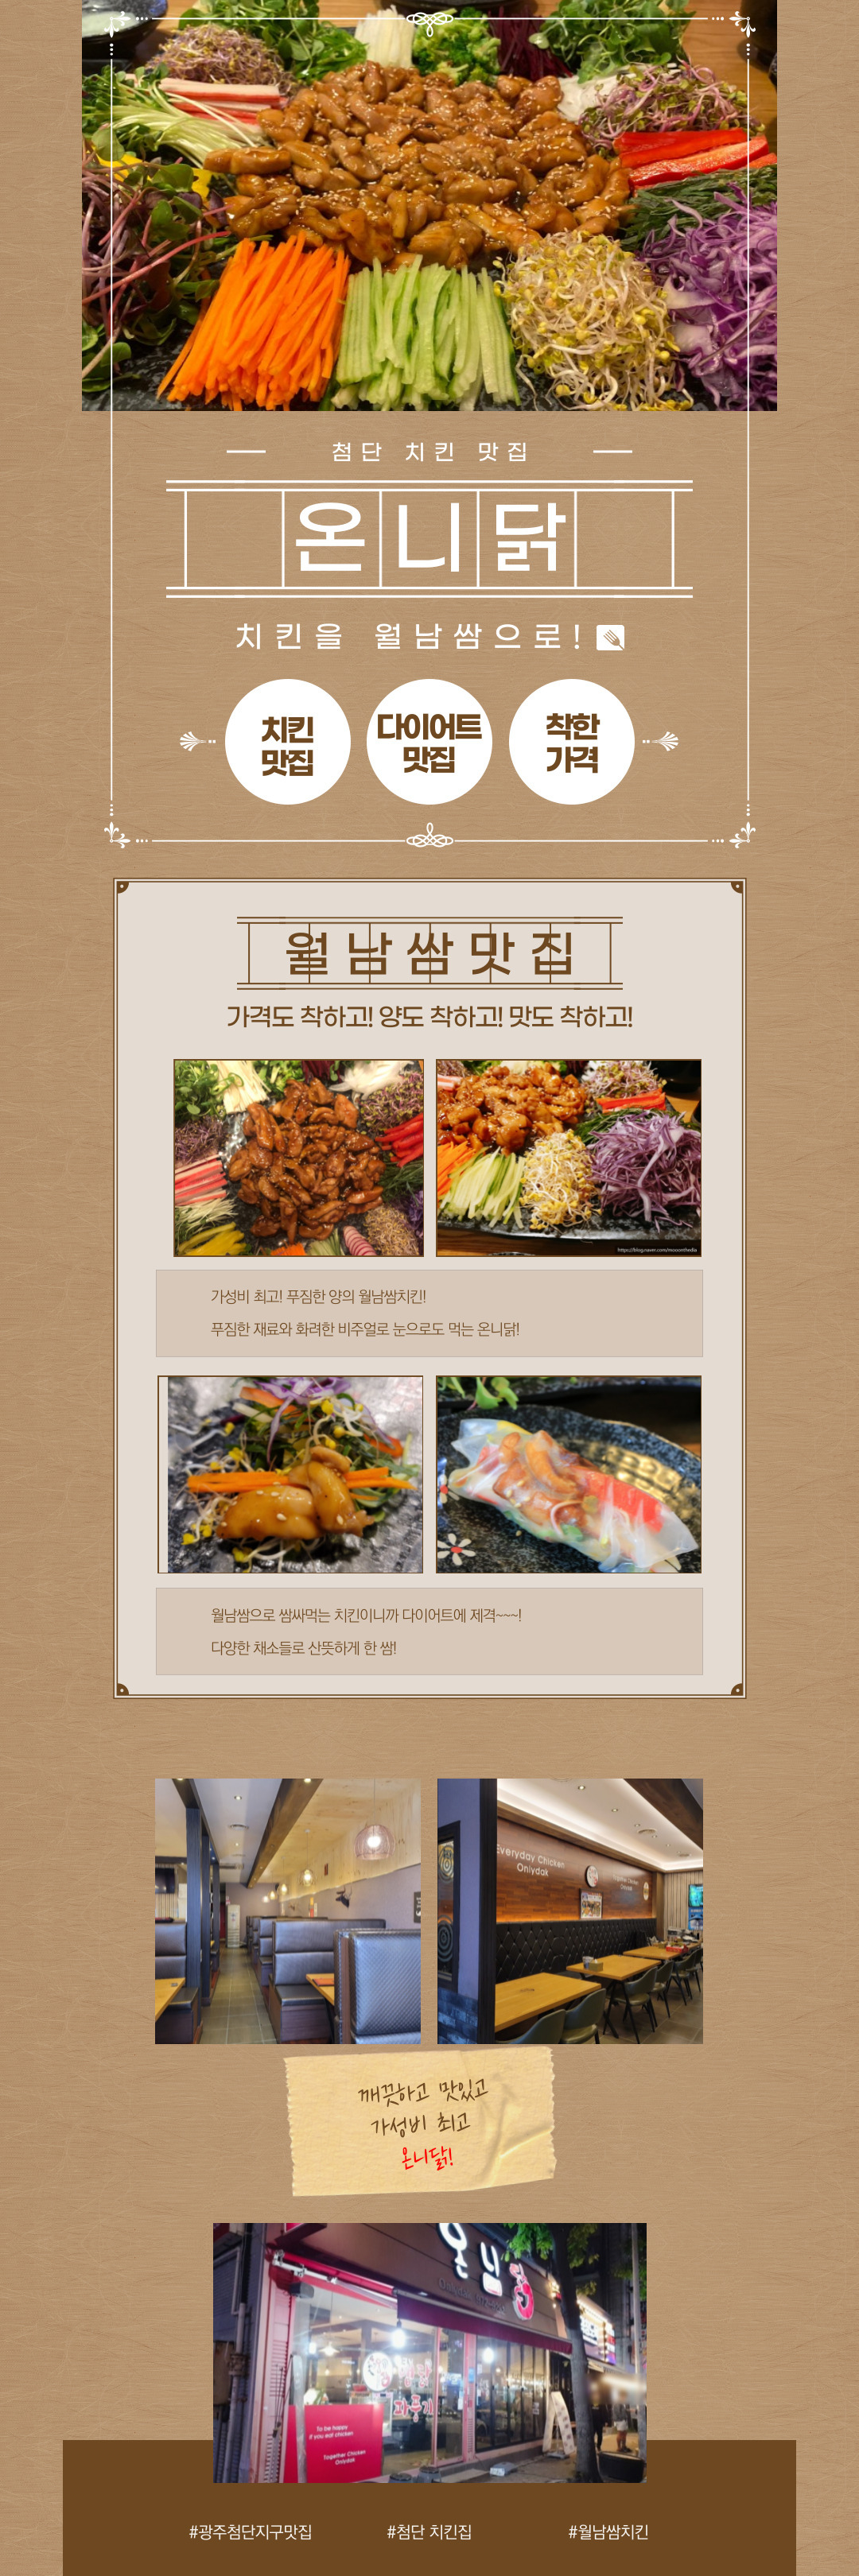 첨단 치킨 맛집
온니닭
치킨을 월남쌈으로!
치킨
맛집
다이어트
맛집
착한
가격
월남쌈맛집
가격도 착하고! 양도 착하고! 맛도 착하고!
가성비 최고! 푸짐한 양의 월남쌈치킨!
푸짐한 재료와 화려한 비주얼로 눈으로도 먹는 온니닭!
월남쌈으로 쌈싸먹는 치킨이니까 다이어트에 제격~~~!
다양한 채소들로 산뜻하게 한 쌈!
Everyday Chicken
Onlydak
Together Chicken
Onlydak
깨끗하고 맛있고
가성비 최고
온니닭!
To be happy
if you eat chicken
Together Chicken
Onlydak
#광주첨단지구맛집
#첨단 치킨집
#월남쌈치킨